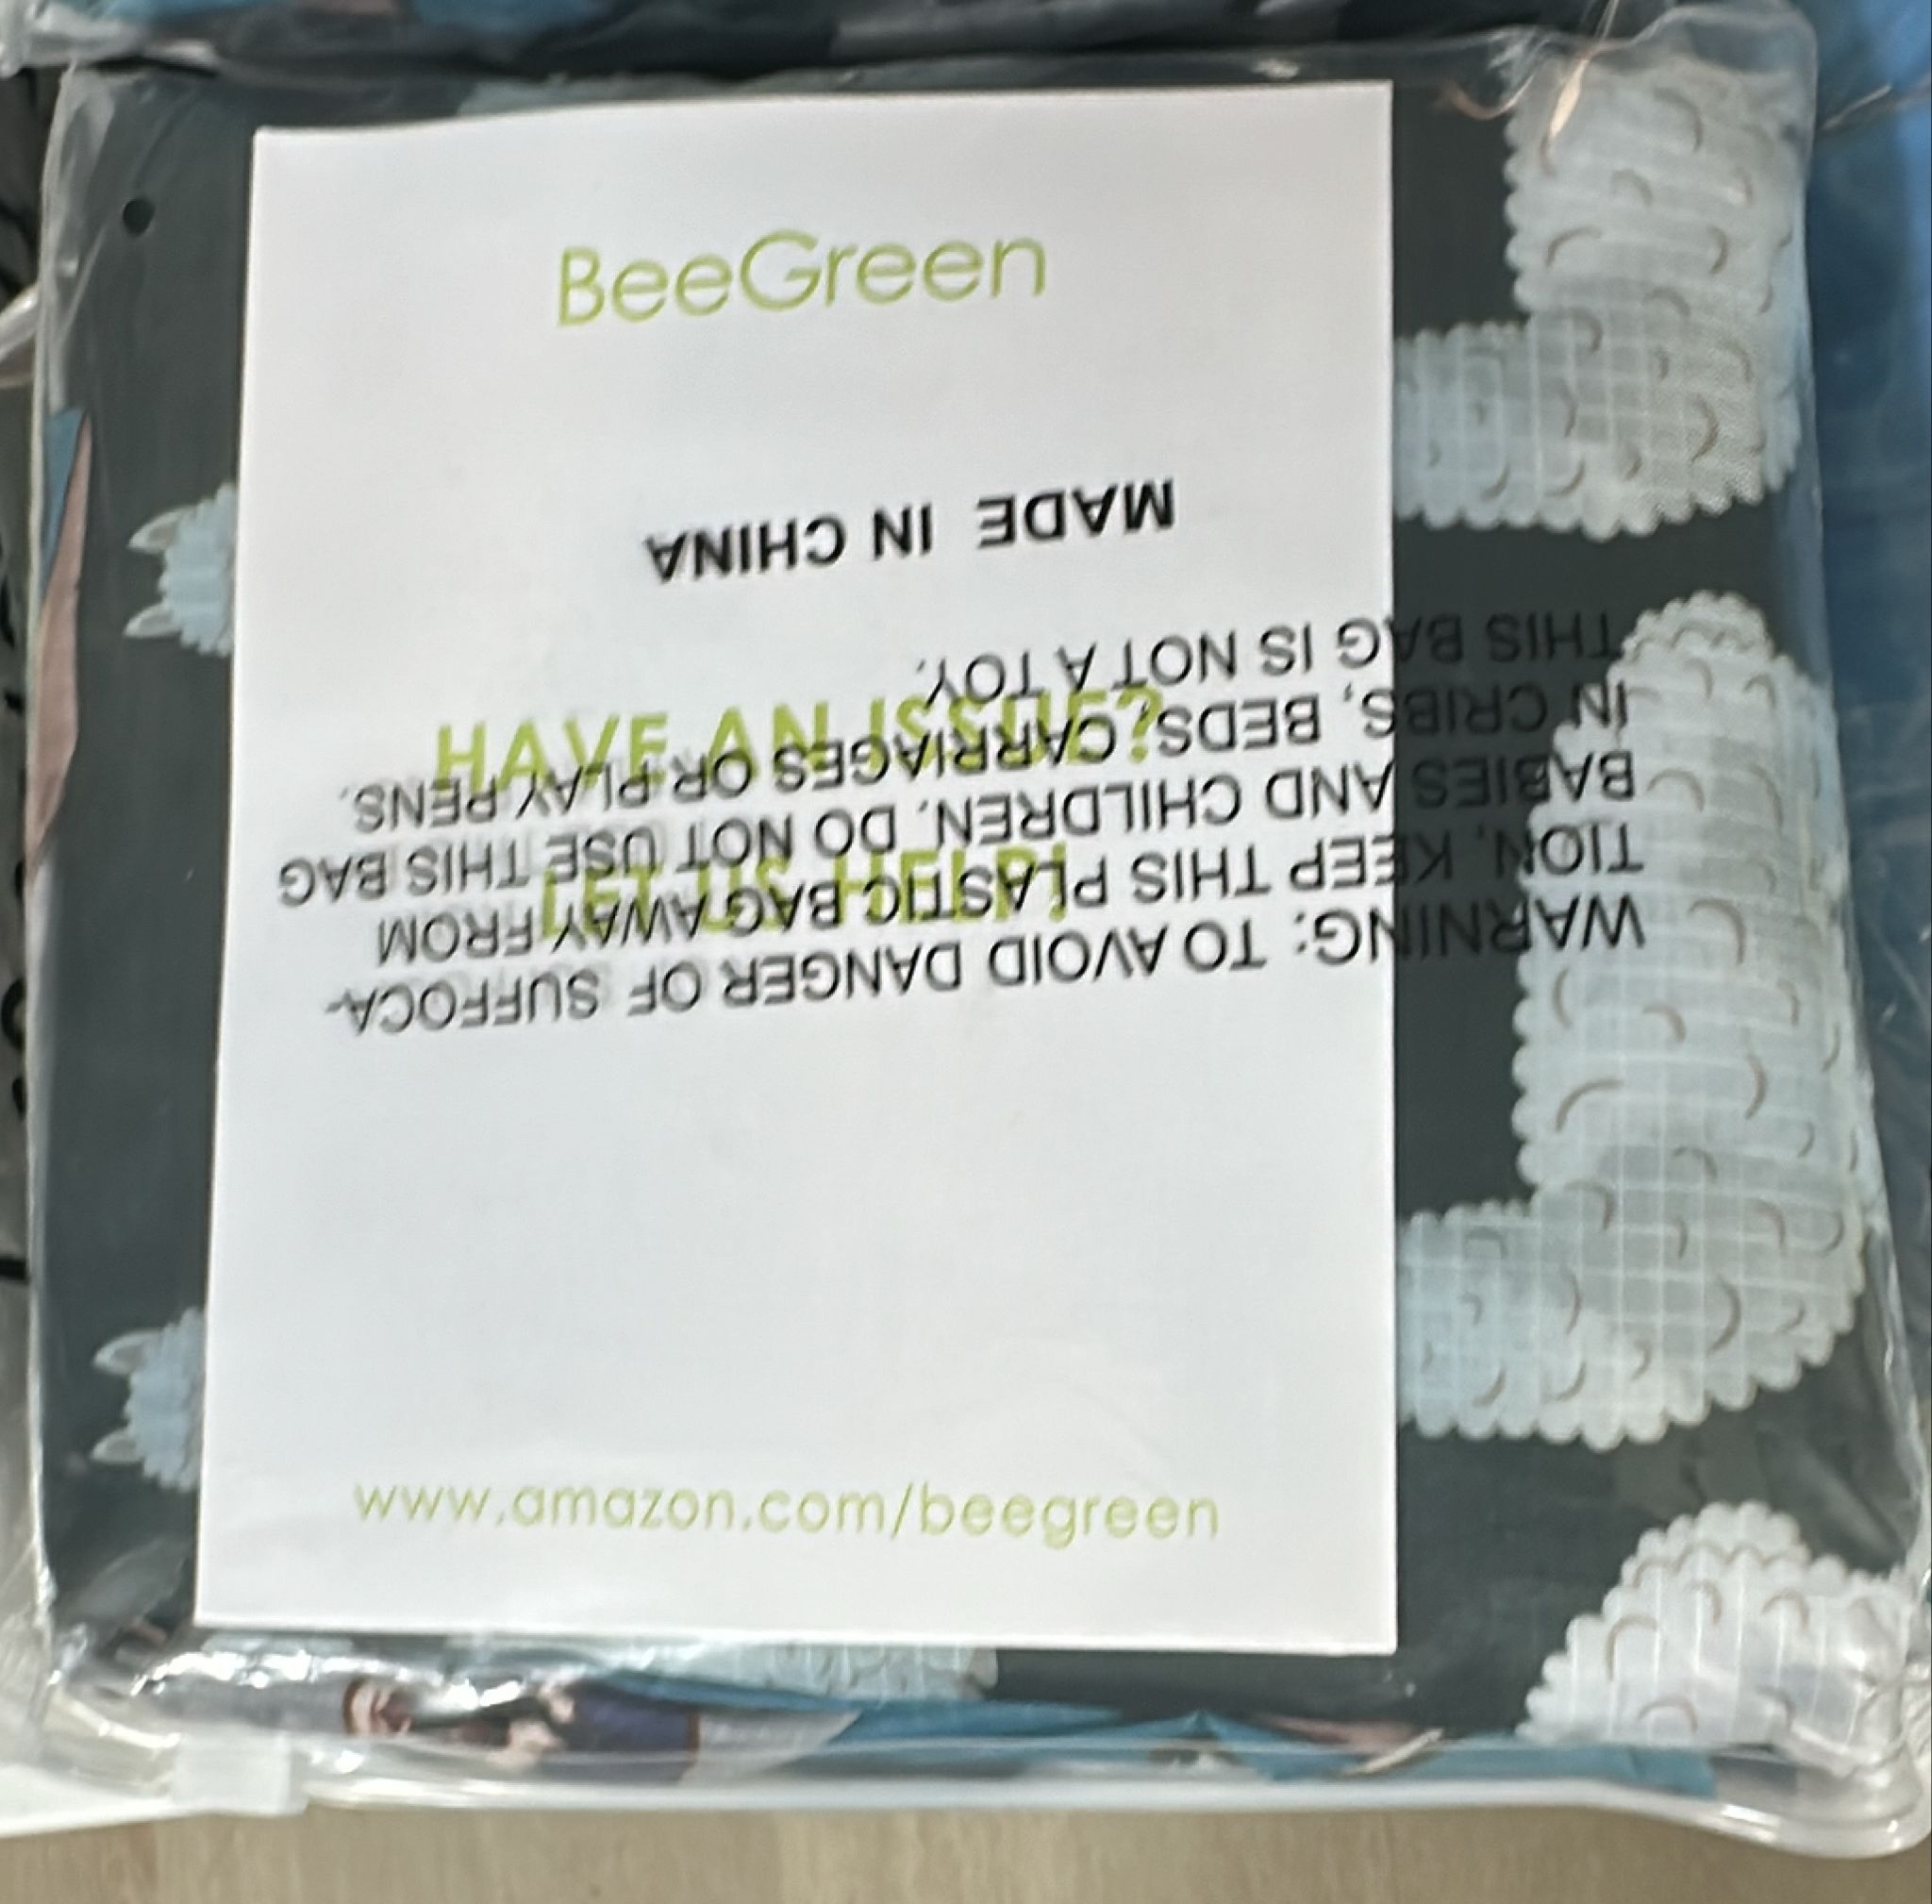 BeeGreen
HAVE AN ISSUE?
LET US HELP!
www.amazon.com/beegreen
WARNING: TO AVOID DANGER OF SUFFOCA-
TION, KEEP THIS PLASTIC BAG AWAY FROM
BABIES AND CHILDREN. DO NOT USE THIS BAG
IN CRIBS, BEDS, CARRIAGES OR PLAY PENS.
THIS BAG IS NOT A TOY.
MADE IN CHINA